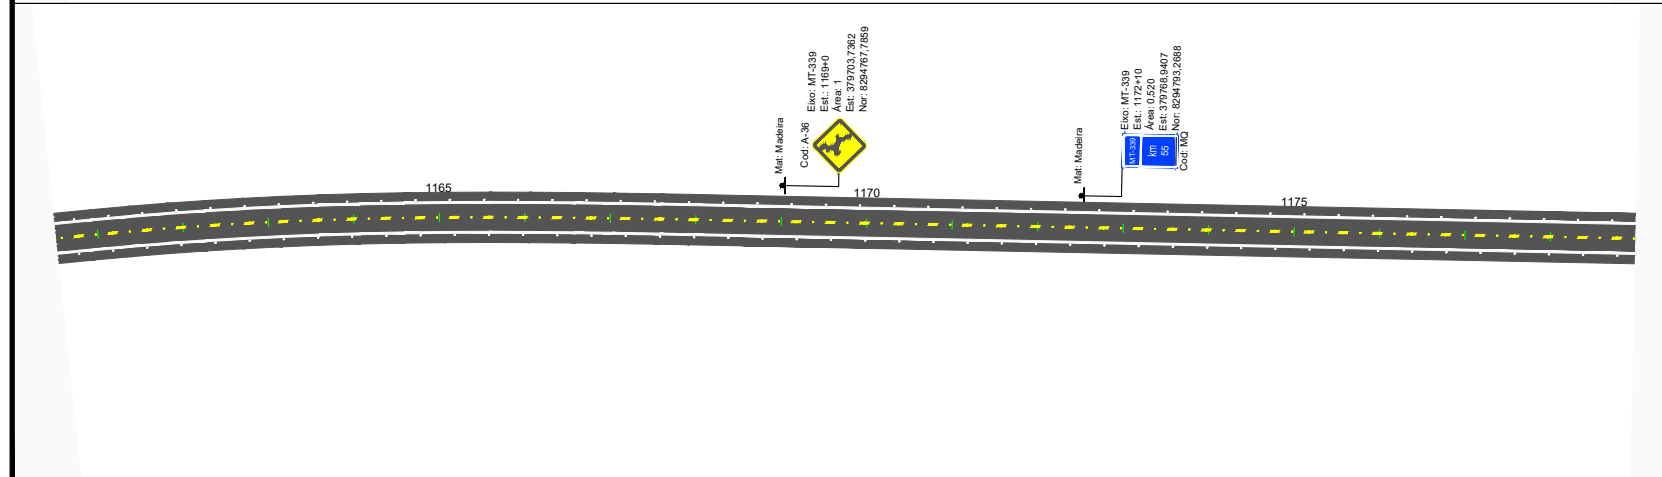 Mat: Madeira
Cod: A-36
Eixo: MT-339
Est.: 1169+0
Área: 1
Est: 379703,7362
Nor: 8294767,7859
Mat: Madeira
MT-339
km
55
Eixo: MT-339
Est.: 1172+10
Área: 0,520
Est: 379768,9407
Nor: 8294793,2688
Cod: MQ
1165
1170
1175